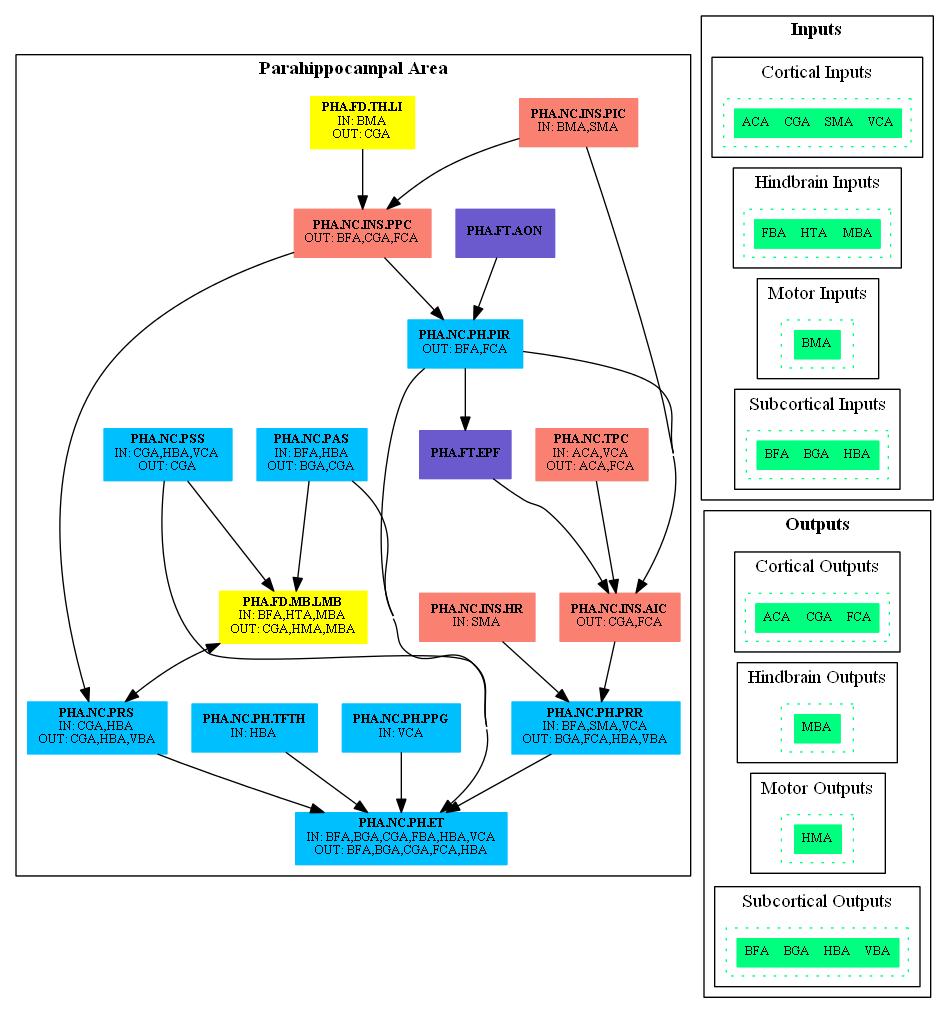 Parahippocampal Area
PHA.FD.TH.LI
IN: BMA
OUT: CGA
PHA.NC.INS.PIC
IN: BMA,SMA
PHA.NC.INS.PPC
OUT: BFA,CGA,FCA
PHA.FT.AON
PHA.NC.PH.PIR
OUT: BFA,FCA
PHA.NC.PSS
IN: CGA,HBA,VCA
OUT: CGA
PHA.NC.PAS
IN: BFA,HBA
OUT: BGA,CGA
PHA.FT.EPF
PHA.NC.TPC
IN: ACA,VCA
OUT: ACA,FCA
PHA.FD.MB.LMB
IN: BFA,HTA,MBA
OUT: CGA,HMA,MBA
PHA.NC.INS.HR
IN: SMA
PHA.NC.INS.AIC
OUT: CGA,FCA
PHA.NC.PRS
IN: CGA,HBA
OUT: CGA,HBA,VBA
PHA.NC.PH.TFTH
IN: HBA
PHA.NC.PH.PPG
IN: VCA
PHA.NC.PH.PRR
IN: BFA,SMA,VCA
OUT: BGA,FCA,HBA,VBA
PHA.NC.PH.ET
IN: BFA,BGA,CGA,FBA,HBA,VCA
OUT: BFA,BGA,CGA,FCA,HBA
Inputs
Cortical Inputs
ACA CGA SMA VCA
Hindbrain Inputs
FBA HTA MBA
Motor Inputs
BMA
Subcortical Inputs
BFA BGA HBA
Outputs
Cortical Outputs
ACA CGA FCA
Hindbrain Outputs
MBA
Motor Outputs
HMA
Subcortical Outputs
BFA BGA HBA VBA